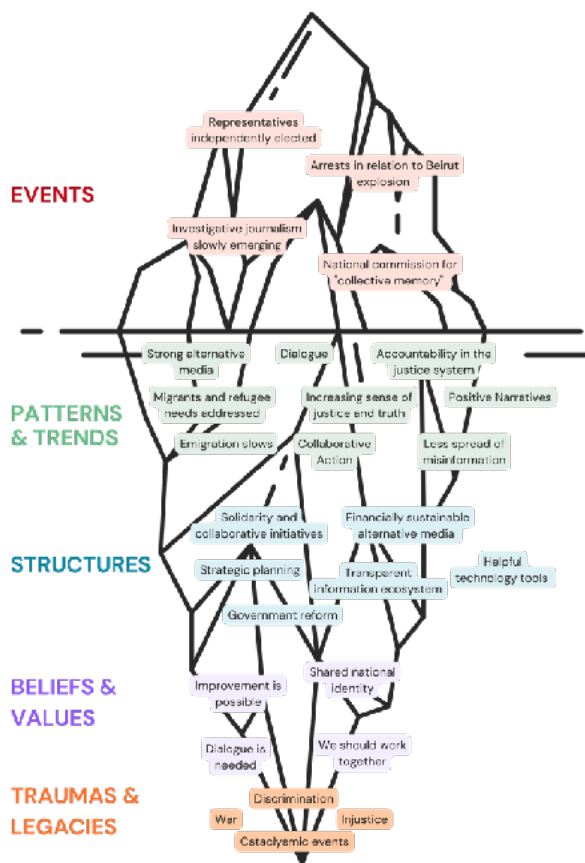 Representatives
independently elected
Arrests in relation to Beirut
explosion
EVENTS
Investigative journalism
slowly emerging
National commission for
"collective memory"
Strong alternative
media
Dialogue
Accountability in the
justice system
PATTERNS
& TRENDS
Migrants and refugee
needs addressed
Increasing sense of
justice and truth
Positive Narratives
Emigration slows
Collaborative
Action
Less spread of
misinformation
Solidarity and
collaborative initiatives
Financially sustainable
alternative media
STRUCTURES
Strategic planning
Transparent
information ecosystem
Helpful
technology tools
Government reform
BELIEFS &
VALUES
Improvement is
possible
Shared national
identity
Dialogue is
needed
We should work
together
TRAUMAS &
LEGACIES
Discrimination
War
Injustice
Cataclysmic events